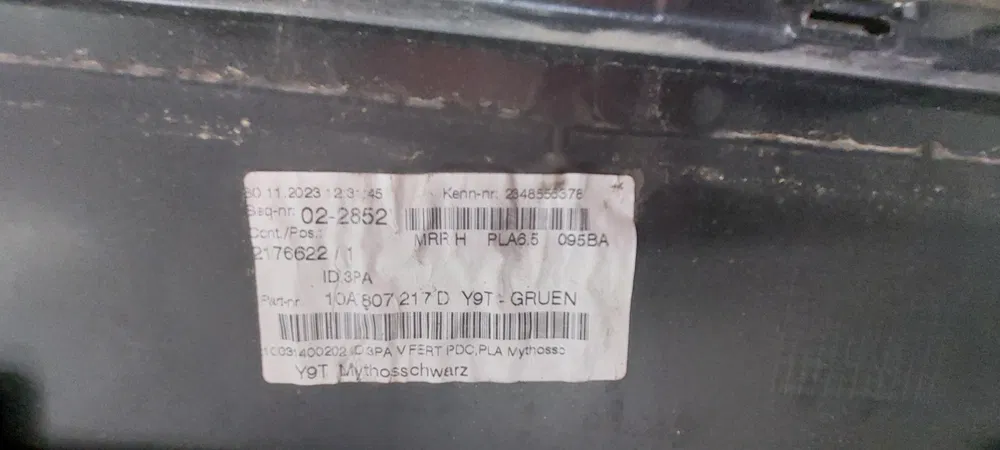 30.11.2023 12:31:45 Kenn-nr: 2348555378
Seq-nr: 02-2852
MRR H PLA6.5 095BA
Cont./Pos.:
2176622 / 1
ID.3PA
Part-nr. 10A 807 217 D Y9T - GRUEN
10031400202 ID 3PA V FERT PDC,PLA
Y9T Mythosschwarz